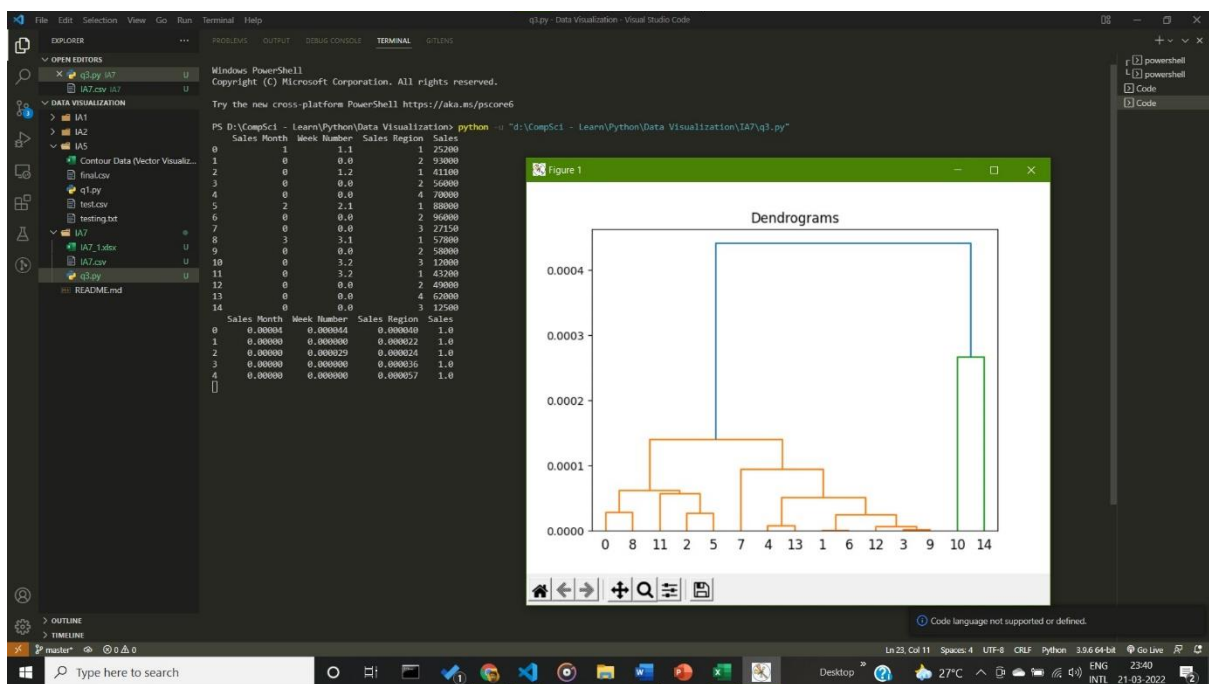 File Edit Selection View Go Run Terminal Help
q3.py - Data Visualization - Visual Studio Code
EXPLORER
OPEN EDITORS
q3.py IA7 U
IA7.csv IA7 U
DATA VISUALIZATION
IA1
IA2
IA5
Contour Data (Vector Visualiz...
final.csv
q1.py
test.csv
testing.txt
IA7
IA7_1.xlsx U
IA7.csv U
q3.py U
README.md
OUTLINE
TIMELINE
PROBLEMS OUTPUT DEBUG CONSOLE TERMINAL GITLENS
Windows PowerShell
Copyright (C) Microsoft Corporation. All rights reserved.
Try the new cross-platform PowerShell https://aka.ms/pscore6
PS D:\CompSci - Learn\Python\Data Visualization> python -u "d:\CompSci - Learn\Python\Data Visualization\IA7\q3.py"
Sales Month Week Number Sales Region Sales
0 1 1.1 1 25200
1 0 0.0 2 93000
2 0 1.2 1 41100
3 0 0.0 2 56000
4 0 0.0 4 70000
5 2 2.1 1 88000
6 0 0.0 2 96000
7 0 0.0 3 27150
8 3 3.1 1 57800
9 0 0.0 2 58000
10 0 3.2 3 12000
11 0 3.2 1 43200
12 0 0.0 2 49000
13 0 0.0 4 62000
14 0 0.0 3 12500
Sales Month Week Number Sales Region Sales
0 0.00004 0.000044 0.000040 1.0
1 0.00000 0.000000 0.000022 1.0
2 0.00000 0.000029 0.000024 1.0
3 0.00000 0.000000 0.000036 1.0
4 0.00000 0.000000 0.000057 1.0
powershell
powershell
Code
Code
Figure 1
Dendrograms
0.0004
0.0003
0.0002
0.0001
0.0000
0 8 11 2 5 7 4 13 1 6 12 3 9 10 14
Code language not supported or defined.
master* 0 0
Ln 23, Col 11 Spaces: 4 UTF-8 CRLF Python 3.9.6 64-bit Go Live
Type here to search
Desktop
27°C
ENG
INTL
23:40
21-03-2022